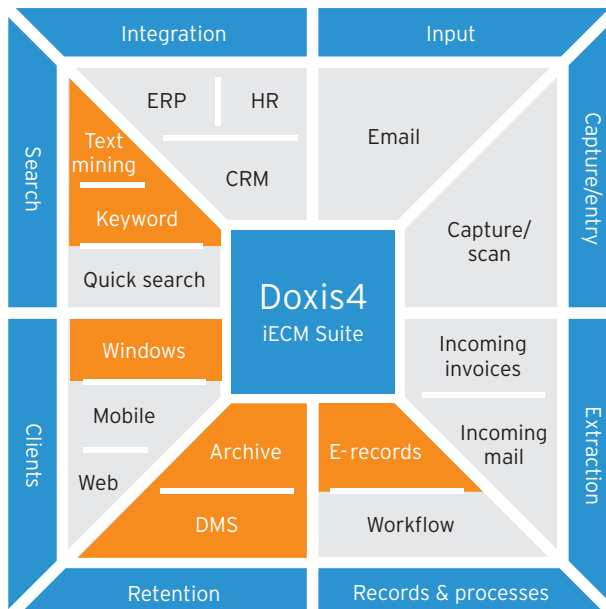 Integration
Input
ERP
HR
CRM
Email
Search
Text
mining
Keyword
Quick search
Capture/entry
Capture/
scan
Doxis4
iECM Suite
Clients
Windows
Mobile
Web
Incoming
invoices
Incoming
mail
Extraction
Archive
DMS
E-records
Workflow
Retention
Records & processes